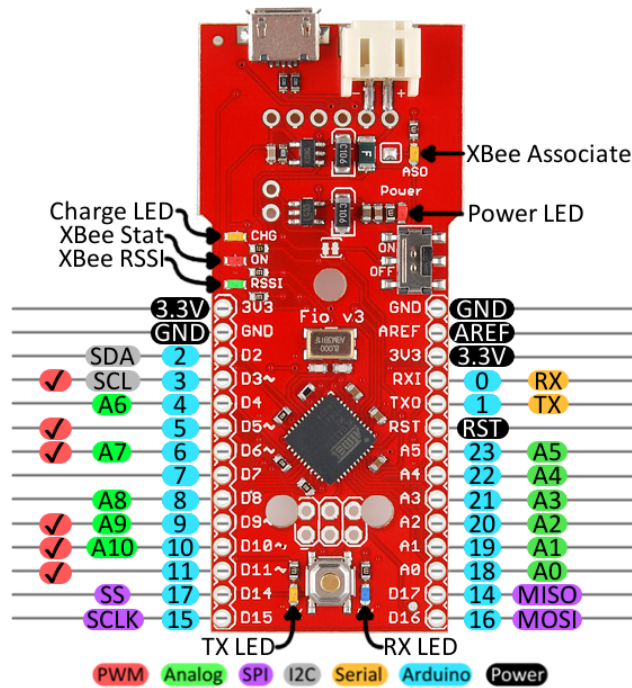 XBee Associate
ASO
Power
Power LED
Charge LED
XBee Stat
XBee RSSI
CHG
ON
RSSI
ON
OFF
- +
C106
F
C106
3.3V 3V3 GND GND
GND GND Fio v3 AREF AREF
SDA 2 D2 3V3 3.3V
✓ SCL 3 D3~ RXI 0 RX
A6 4 D4 TXO 1 TX
✓ 5 D5~ RST RST
✓ A7 6 D6~ A5 23 A5
7 D7 A4 22 A4
A8 8 D8 A3 21 A3
✓ A9 9 D9~ A2 20 A2
✓ A10 10 D10~ A1 19 A1
✓ 11 D11~ A0 18 A0
SS 17 D14 D17 14 MISO
SCLK 15 D15 D16 16 MOSI
TX LED RX LED
PWM Analog SPI I2C Serial Arduino Power